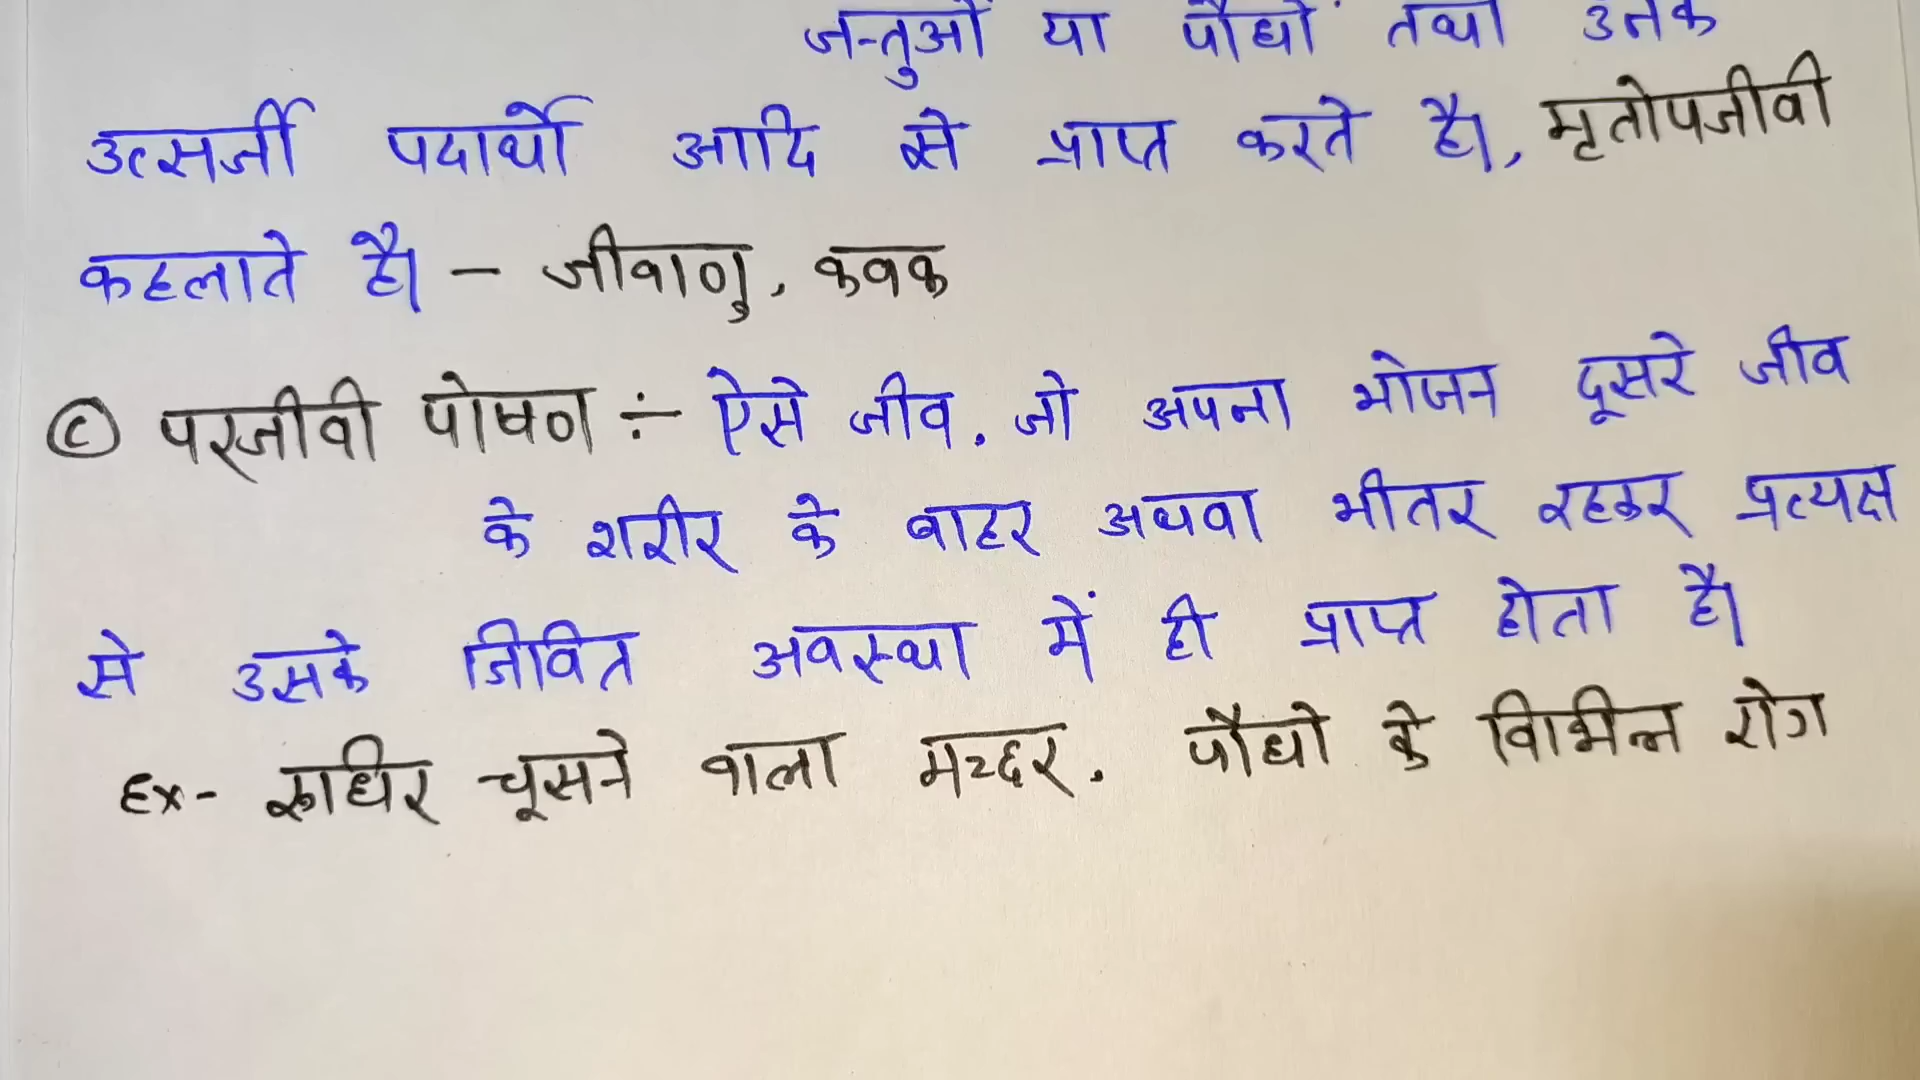 जन्तुओं या पौधों तथा उनके
उत्सर्जी पदार्थो आदि से प्राप्त करते है।, मृतोपजीवी
कहलाते है। - जीवाणु, कवक
(c) परजीवी पोषण ÷ ऐसे जीव, जो अपना भोजन दूसरे जीव
के शरीर के बाहर अथवा भीतर रहकर प्रत्यक्ष
से उसके जिवित अवस्था में ही प्राप्त होता है।
Ex- रूधिर चूसने वाला मच्छर, पौधो के विभिन्न रोग